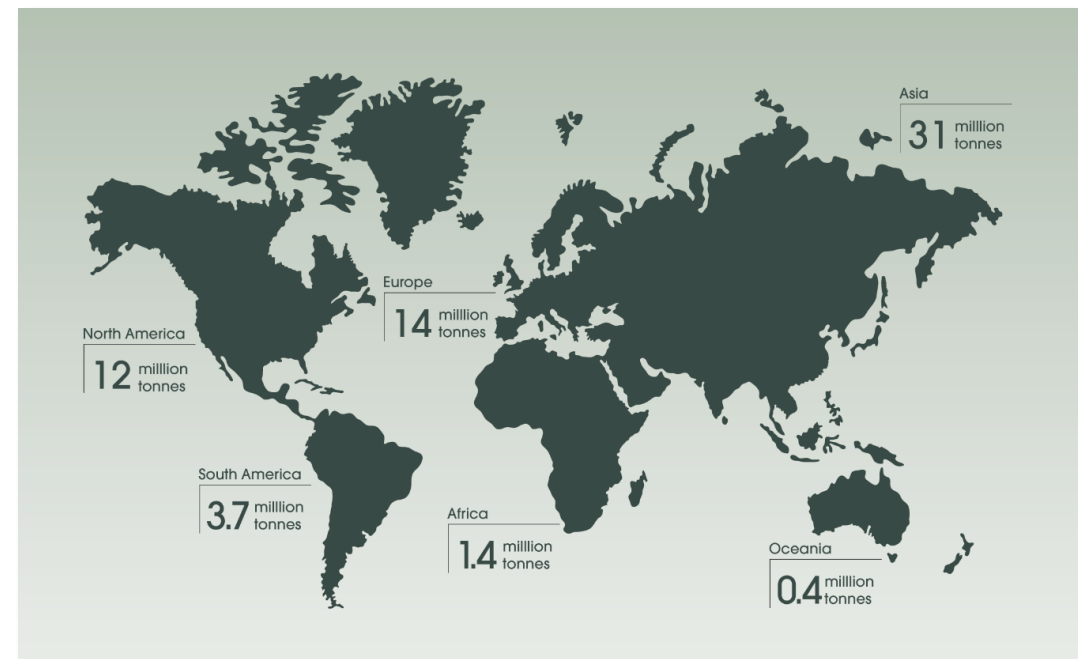 Asia
31 milllion
tonnes
Europe
14 milllion
tonnes
North America
12 milllion
tonnes
South America
3.7 milllion
tonnes
Africa
1.4 milllion
tonnes
Oceania
0.4 milllion
tonnes